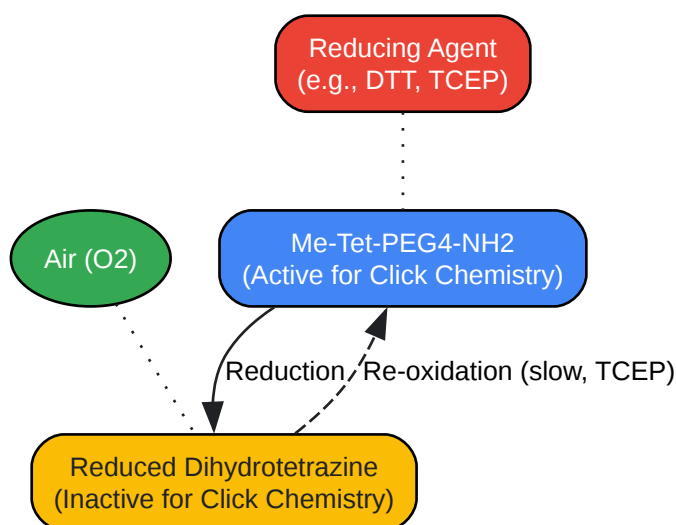 Reducing Agent
(e.g., DTT, TCEP)
Me-Tet-PEG4-NH2
(Active for Click Chemistry)
Air (O2)
Reduction
Re-oxidation (slow, TCEP)
Reduced Dihydrotetrazine
(Inactive for Click Chemistry)